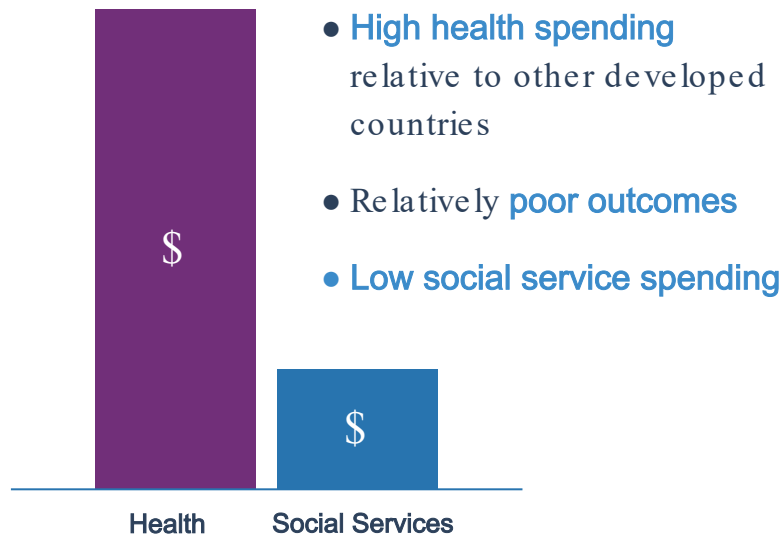 ● High health spending
relative to other developed
countries
● Relatively poor outcomes
● Low social service spending
$
$
Health
Social Services